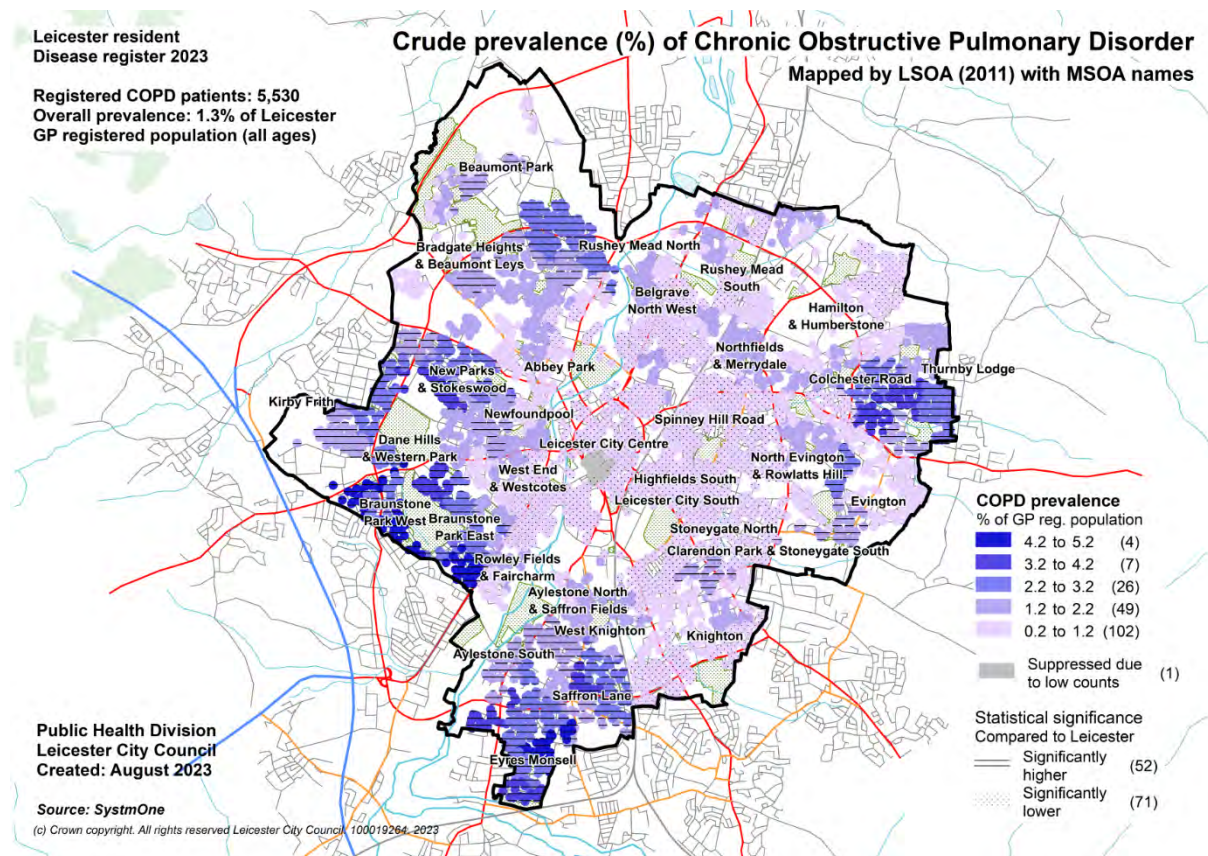 Leicester resident
Disease register 2023
Registered COPD patients: 5,530
Overall prevalence: 1.3% of Leicester
GP registered population (all ages)
Crude prevalence (%) of Chronic Obstructive Pulmonary Disorder
Mapped by LSOA (2011) with MSOA names
Beaumont Park
Bradgate Heights
& Beaumont Leys
Rushey Mead North
Rushey Mead
South
Belgrave
North West
Hamilton
& Humberstone
Northfields
& Merrydale
Abbey Park
New Parks
& Stokeswood
Thurnby Lodge
Colchester Road
Kirby Frith
Newfoundpool
Spinney Hill Road
Dane Hills
& Western Park
Leicester City Centre
West End
& Westcotes
North Evington
& Rowlatts Hill
Highfields South
Leicester City South
Evington
Braunstone
Park West
Braunstone
Park East
Stoneygate North
Clarendon Park & Stoneygate South
Rowley Fields
& Faircharm
Aylestone North
& Saffron Fields
West Knighton
Knighton
Aylestone South
Saffron Lane
Eyres Monsell
COPD prevalence
% of GP reg. population
4.2 to 5.2 (4)
3.2 to 4.2 (7)
2.2 to 3.2 (26)
1.2 to 2.2 (49)
0.2 to 1.2 (102)
Suppressed due
to low counts (1)
Statistical significance
Compared to Leicester
Significantly
higher (52)
Significantly
lower (71)
Public Health Division
Leicester City Council
Created: August 2023
Source: SystmOne
(c) Crown copyright. All rights reserved Leicester City Council, 100019264, 2023